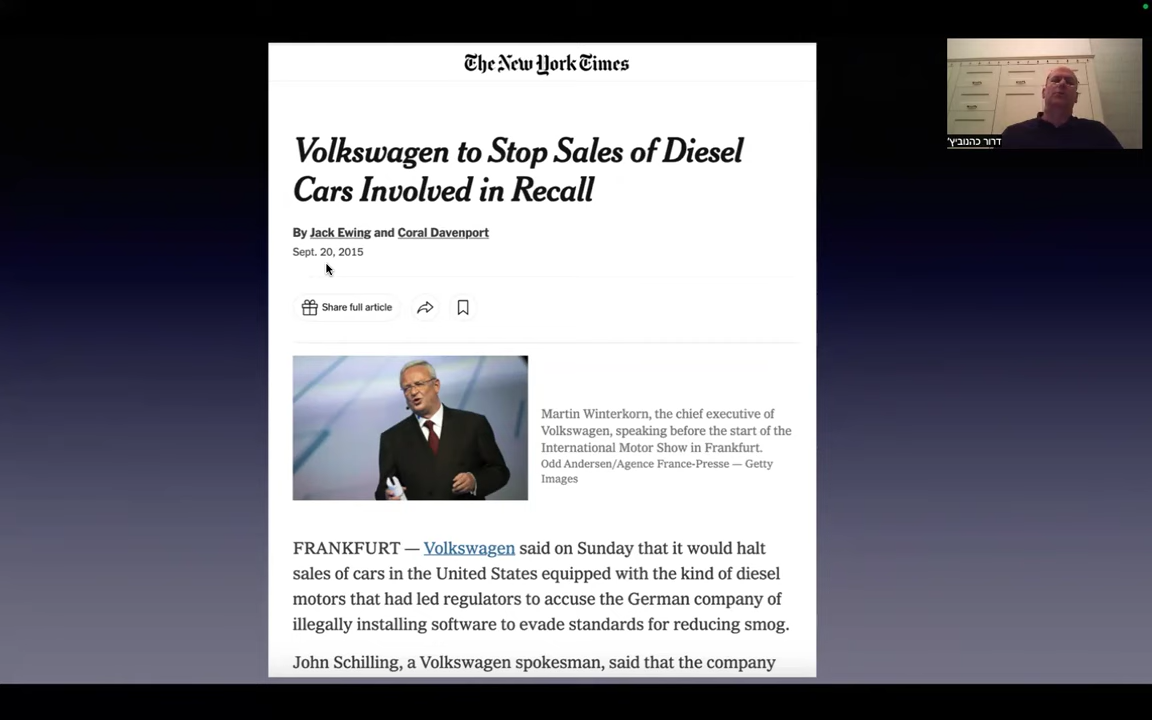 The New York Times
Volkswagen to Stop Sales of Diesel
Cars Involved in Recall
By Jack Ewing and Coral Davenport
Sept. 20, 2015
Share full article
Martin Winterkorn, the chief executive of
Volkswagen, speaking before the start of the
International Motor Show in Frankfurt.
Odd Andersen/Agence France-Presse — Getty
Images
FRANKFURT — Volkswagen said on Sunday that it would halt
sales of cars in the United States equipped with the kind of diesel
motors that had led regulators to accuse the German company of
illegally installing software to evade standards for reducing smog.
John Schilling, a Volkswagen spokesman, said that the company
דרור כהנוביץ'